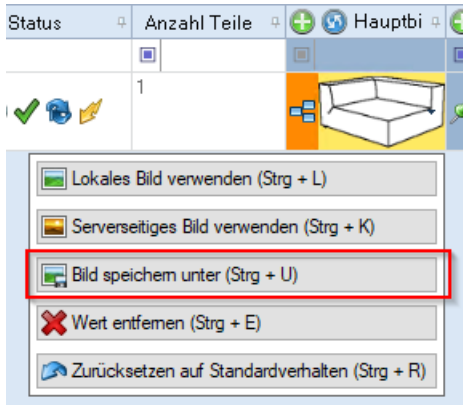 Status Anzahl Teile Hauptbi
1
Lokales Bild verwenden (Strg + L)
Serverseitiges Bild verwenden (Strg + K)
Bild speichern unter (Strg + U)
Wert entfernen (Strg + E)
Zurücksetzen auf Standardverhalten (Strg + R)